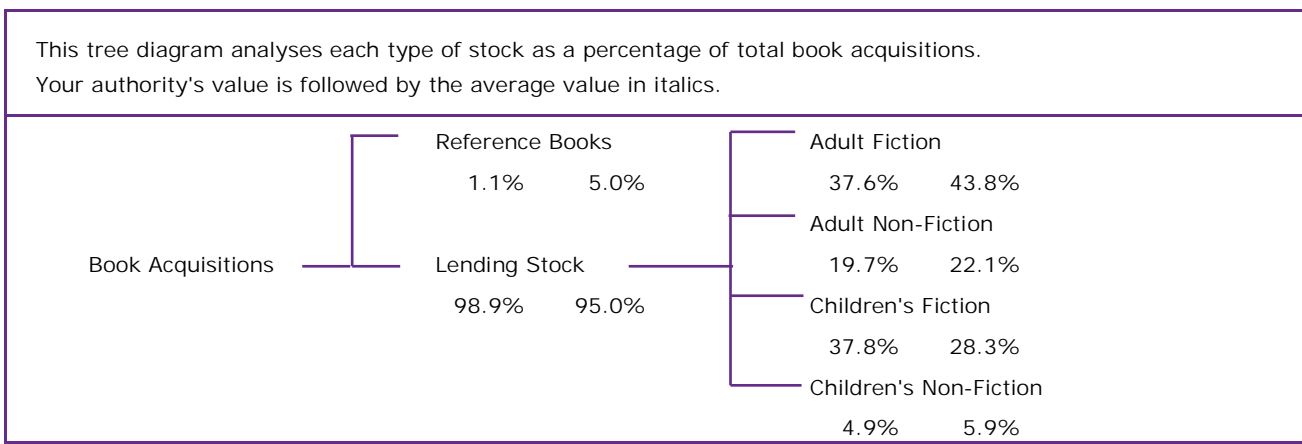 This tree diagram analyses each type of stock as a percentage of total book acquisitions.
Your authority's value is followed by the average value in italics.
Reference Books
1.1% 5.0%
Book Acquisitions
Lending Stock
98.9% 95.0%
Adult Fiction
37.6% 43.8%
Adult Non-Fiction
19.7% 22.1%
Children's Fiction
37.8% 28.3%
Children's Non-Fiction
4.9% 5.9%